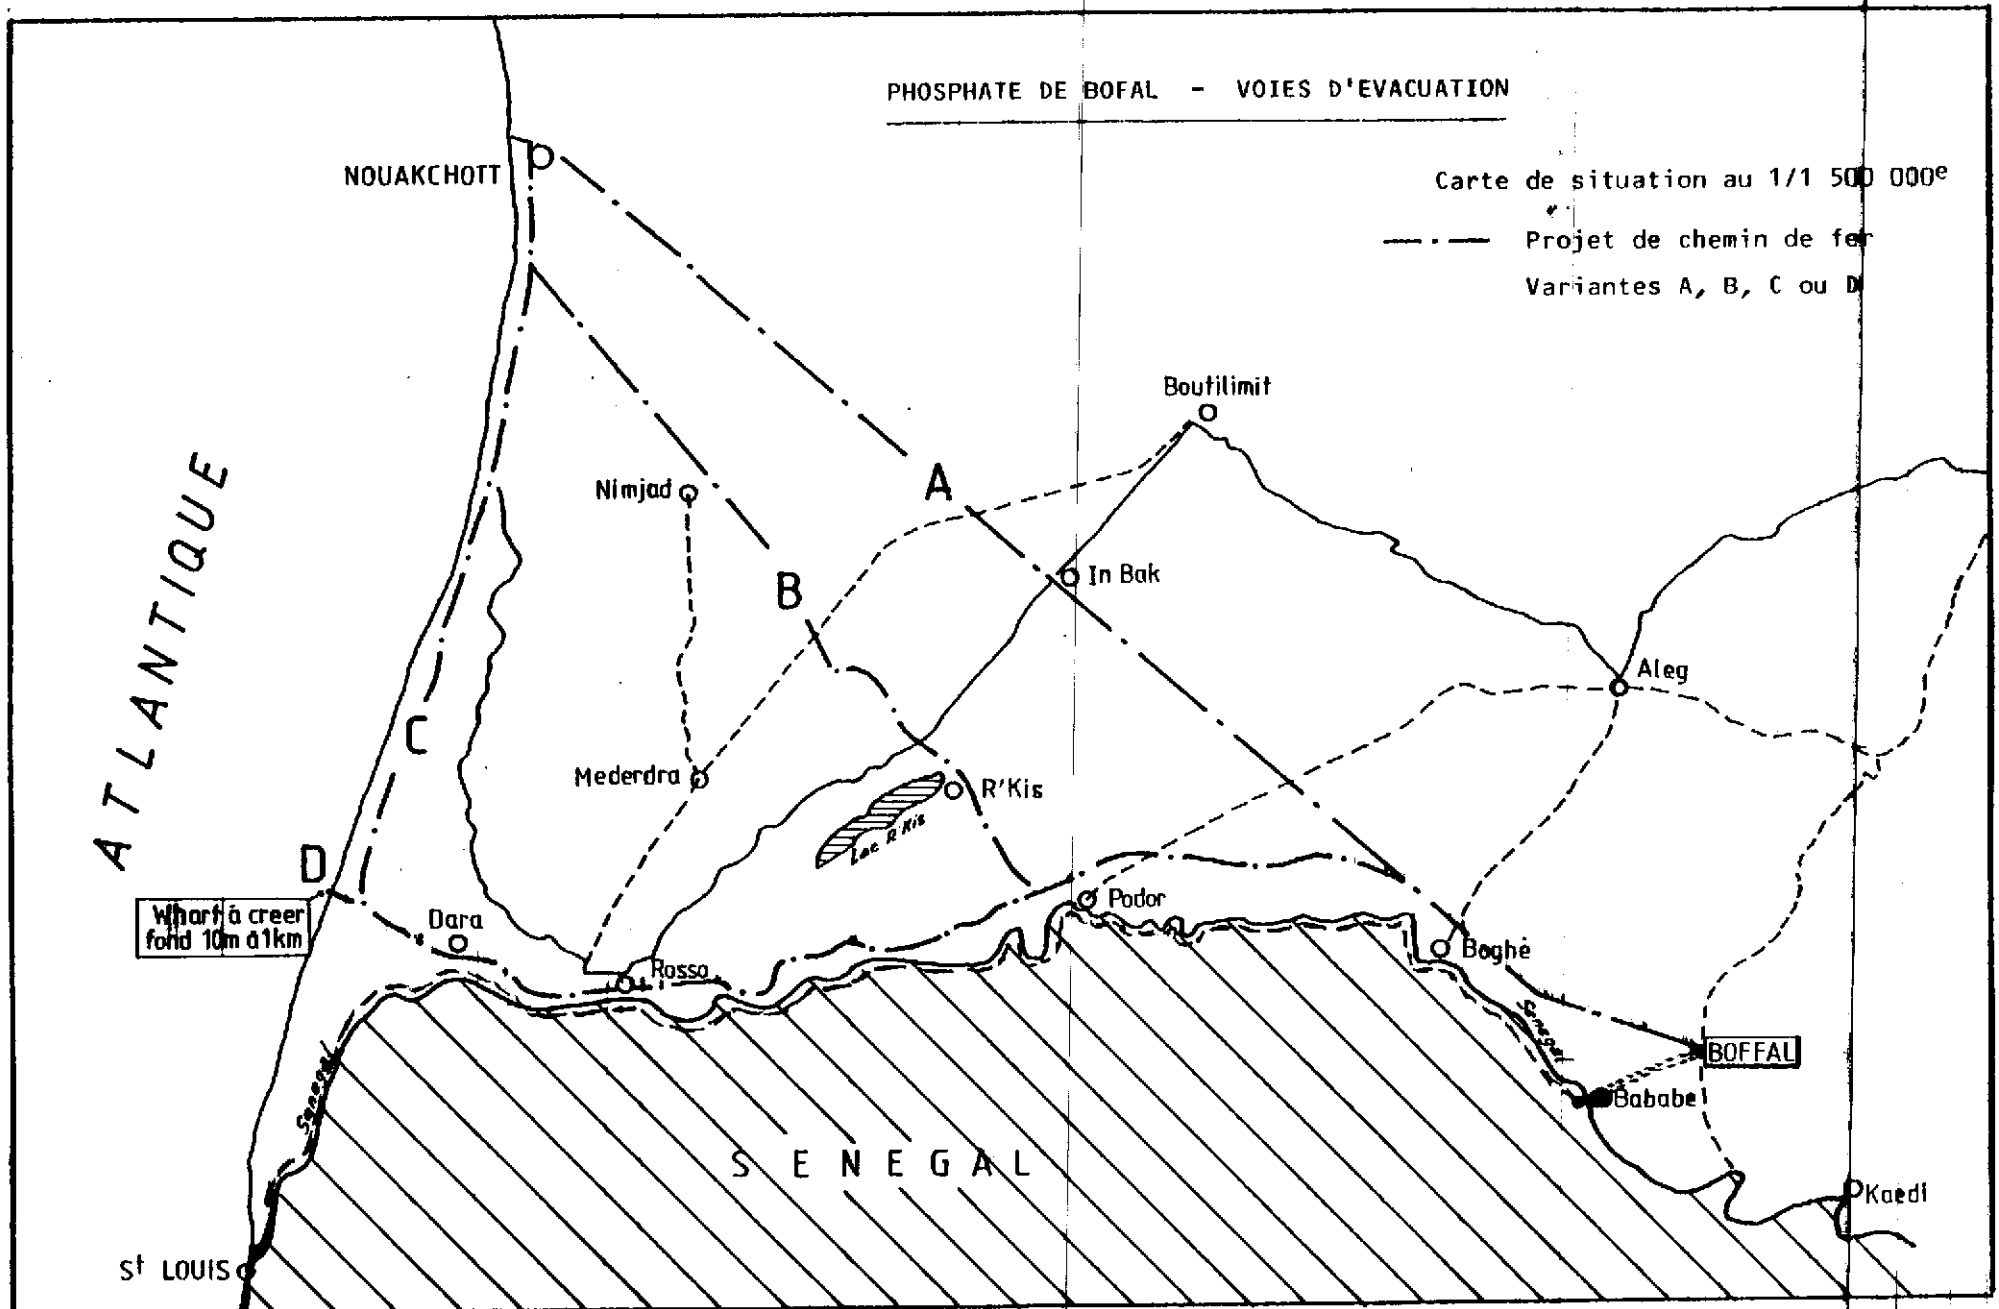 PHOSPHATE DE BOFAL - VOIES D'EVACUATION
Carte de situation au 1/1 500 000e
Projet de chemin de fer
Variantes A, B, C ou D
NOUAKCHOTT
Boutilimit
A
Nimjad
In Bak
B
ATLANTIQUE
Aleg
C
Mederdra
R'Kis
Lac R'Kis
D
Wharf à creer
fond 10m à 1km
Dara
Podor
Rosso
Boghé
Senegal
BOFFAL
Bababe
Senegal
SENEGAL
Kaedi
St LOUIS